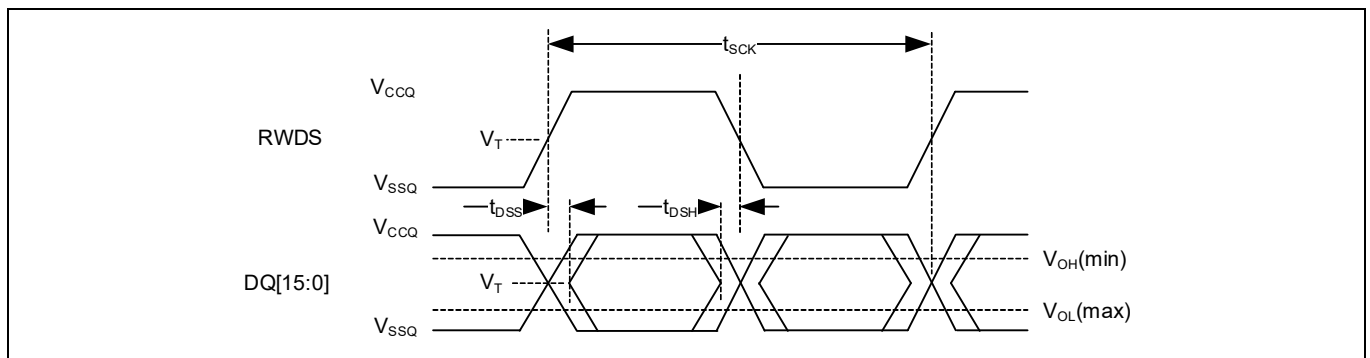 tSCK
VCCQ
RWDS
VT
VSSQ
tDSS
tDSH
VCCQ
VOH(min)
DQ[15:0]
VT
VOL(max)
VSSQ